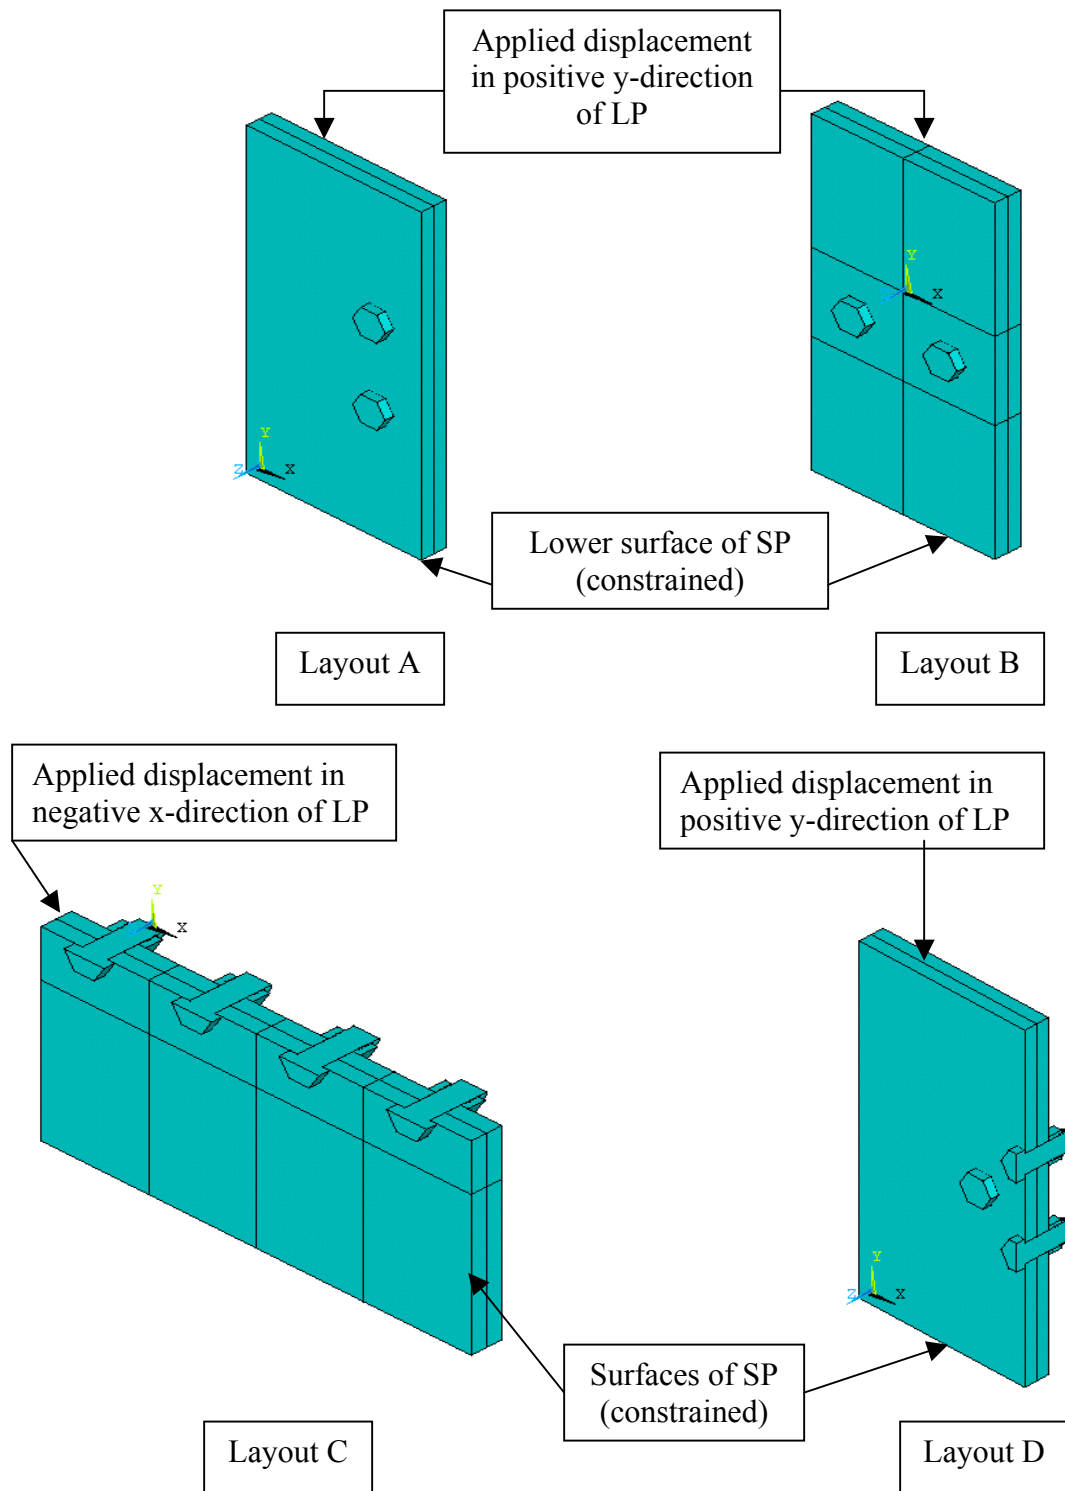 Applied displacement
in positive y-direction
of LP
Y
X
Z
Y
X
Lower surface of SP
(constrained)
Layout A
Layout B
Applied displacement in
negative x-direction of LP
Applied displacement in
positive y-direction of LP
Y
X
Y
Z
X
Surfaces of SP
(constrained)
Layout C
Layout D